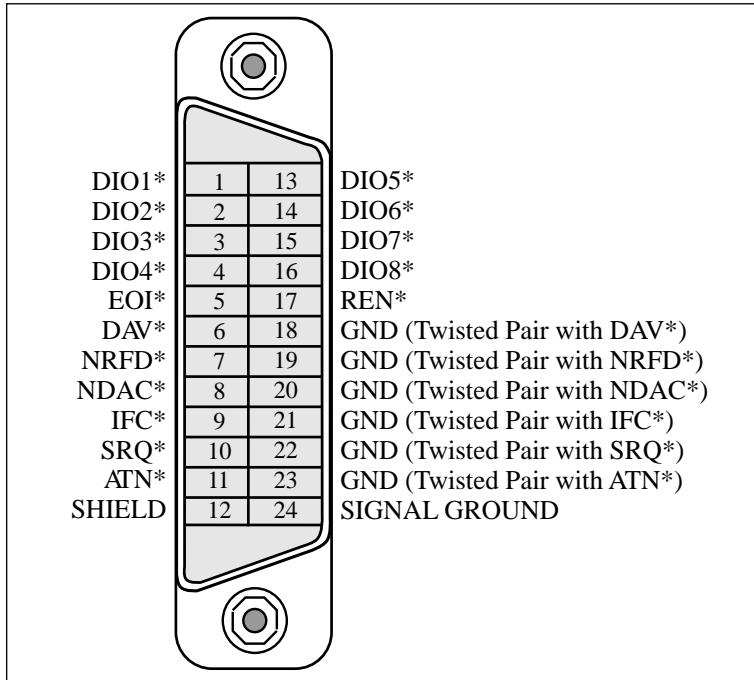 DIO1* 1 13 DIO5*
DIO2* 2 14 DIO6*
DIO3* 3 15 DIO7*
DIO4* 4 16 DIO8*
EOI* 5 17 REN*
DAV* 6 18 GND (Twisted Pair with DAV*)
NRFD* 7 19 GND (Twisted Pair with NRFD*)
NDAC* 8 20 GND (Twisted Pair with NDAC*)
IFC* 9 21 GND (Twisted Pair with IFC*)
SRQ* 10 22 GND (Twisted Pair with SRQ*)
ATN* 11 23 GND (Twisted Pair with ATN*)
SHIELD 12 24 SIGNAL GROUND